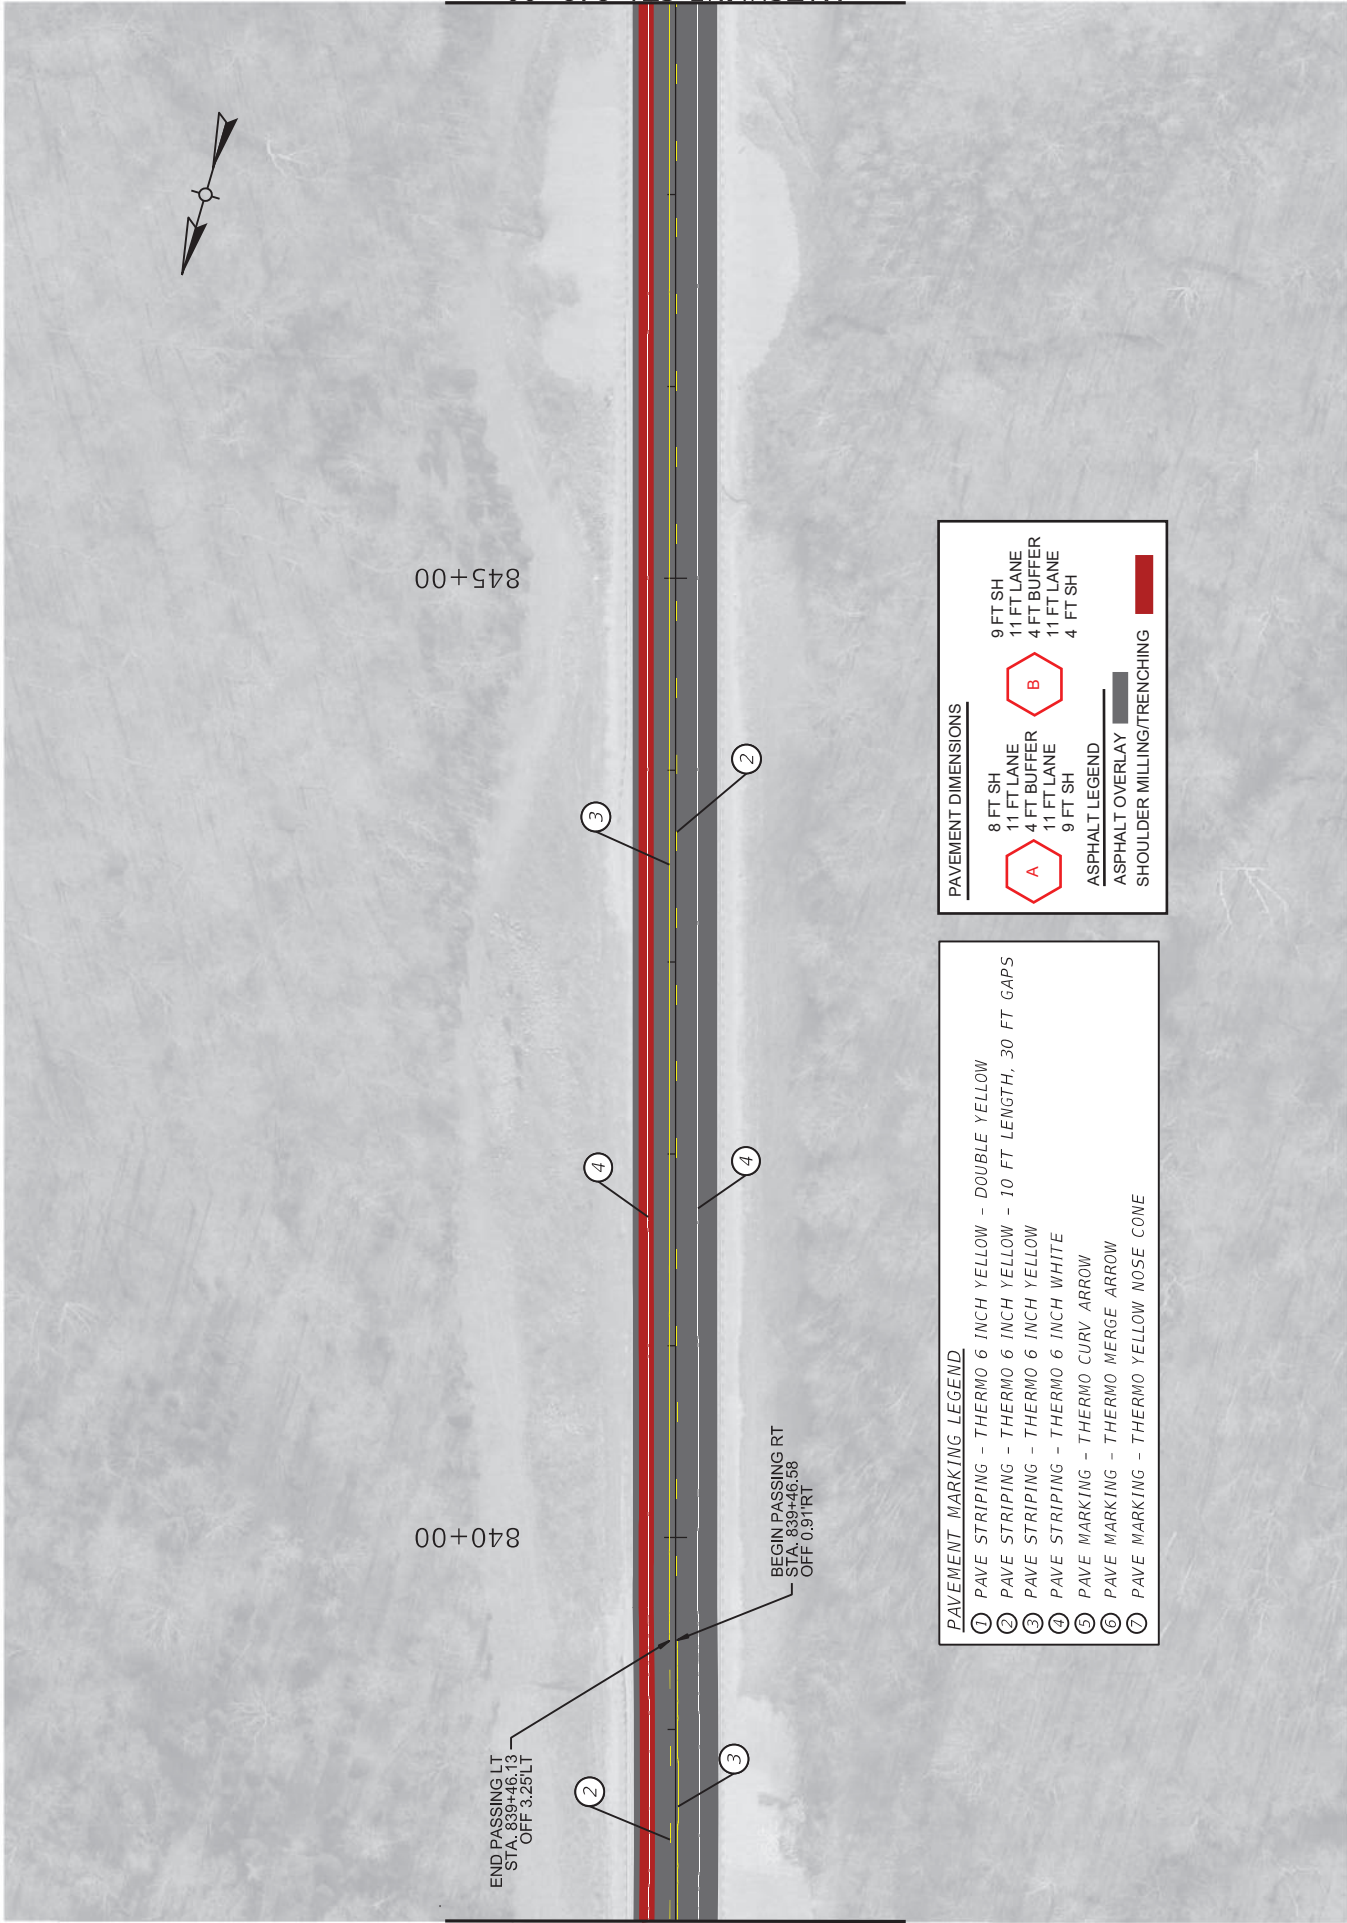 845+00
840+00
3
2
4
4
2
3
END PASSING LT
STA. 839+46.13
OFF 3.25'LT
BEGIN PASSING RT
STA. 839+46.58
OFF 0.91'RT
PAVEMENT MARKING LEGEND
1 PAVE STRIPING - THERMO 6 INCH YELLOW - DOUBLE YELLOW
2 PAVE STRIPING - THERMO 6 INCH YELLOW - 10 FT LENGTH, 30 FT GAPS
3 PAVE STRIPING - THERMO 6 INCH YELLOW
4 PAVE STRIPING - THERMO 6 INCH WHITE
5 PAVE MARKING - THERMO CURV ARROW
6 PAVE MARKING - THERMO MERGE ARROW
7 PAVE MARKING - THERMO YELLOW NOSE CONE
PAVEMENT DIMENSIONS
A
8 FT SH
11 FT LANE
4 FT BUFFER
11 FT LANE
9 FT SH
B
9 FT SH
11 FT LANE
4 FT BUFFER
11 FT LANE
4 FT SH
ASPHALT LEGEND
ASPHALT OVERLAY
SHOULDER MILLING/TRENCHING